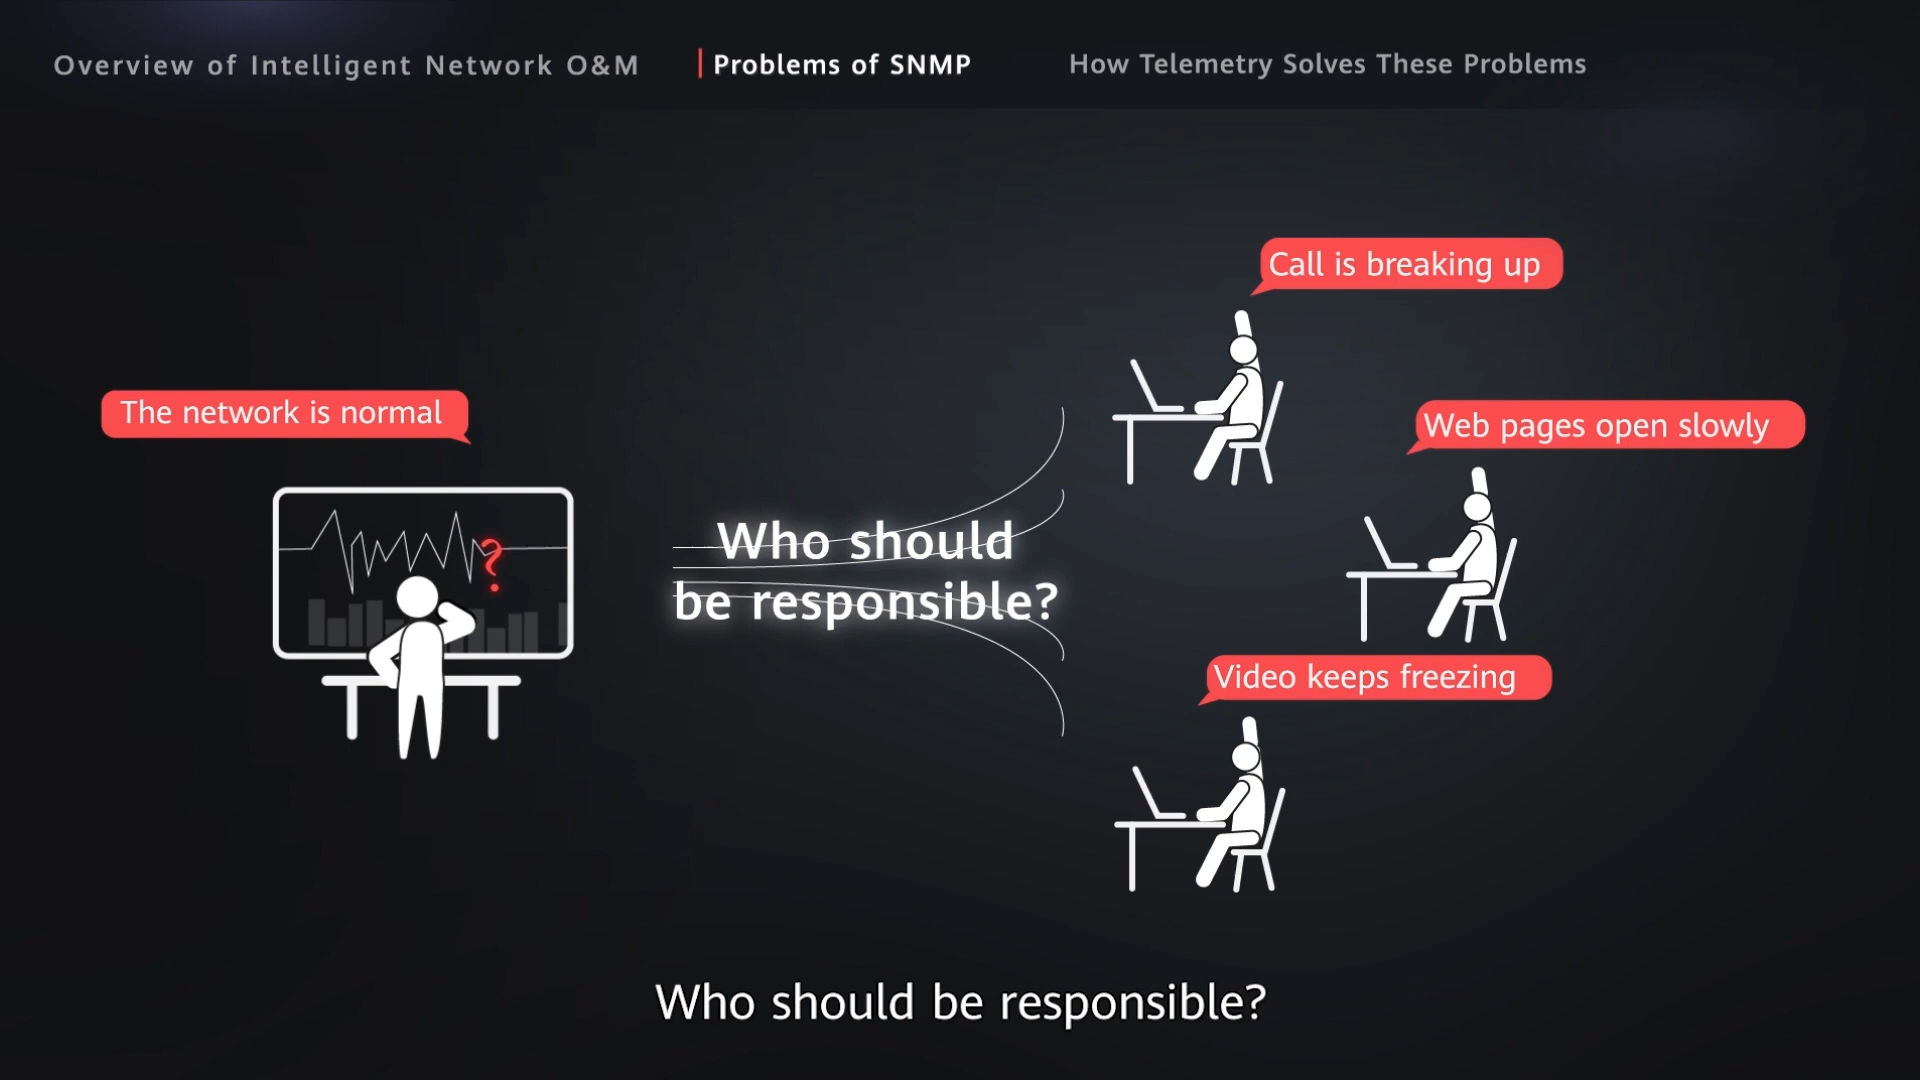 Overview of Intelligent Network O&M
Problems of SNMP
How Telemetry Solves These Problems
Call is breaking up
The network is normal
Web pages open slowly
?
Who should
be responsible?
Video keeps freezing
Who should be responsible?